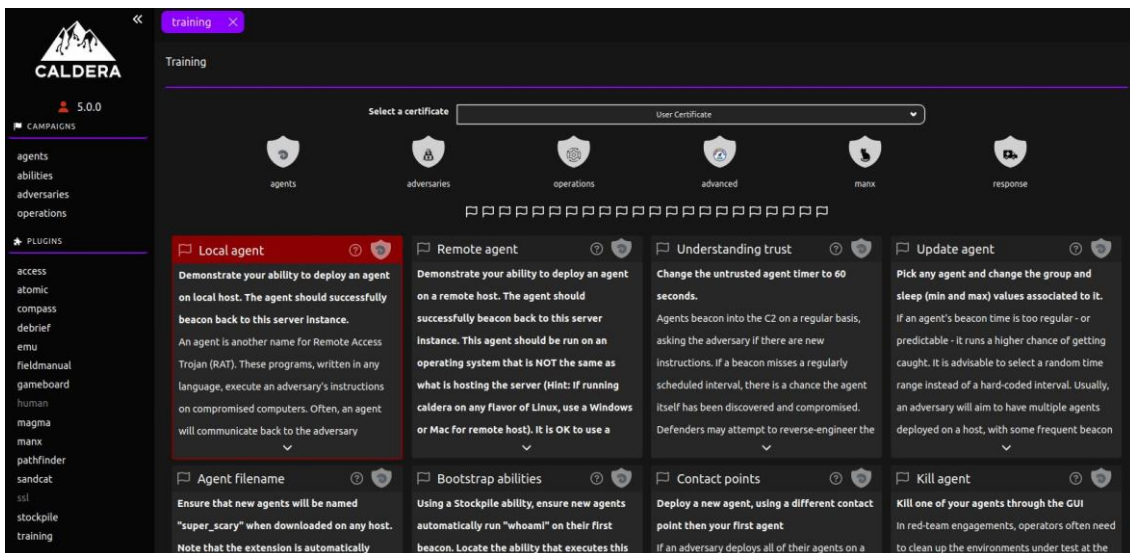 CALDERA
5.0.0
CAMPAIGNS
agents
abilities
adversaries
operations
PLUGINS
access
atomic
compass
debrief
emu
fieldmanual
gameboard
human
magma
manx
pathfinder
sandcat
ssl
stockpile
training
training
Training
Select a certificate
User Certificate
agents
adversaries
operations
advanced
manx
response
Local agent
Demonstrate your ability to deploy an agent
on local host. The agent should successfully
beacon back to this server instance.
An agent is another name for Remote Access
Trojan (RAT). These programs, written in any
language, execute an adversary's instructions
on compromised computers. Often, an agent
will communicate back to the adversary
Remote agent
Demonstrate your ability to deploy an agent
on a remote host. The agent should
successfully beacon back to this server
instance. This agent should be run on an
operating system that is NOT the same as
what is hosting the server (Hint: If running
caldera on any flavor of Linux, use a Windows
or Mac for remote host). It is OK to use a
Understanding trust
Change the untrusted agent timer to 60
seconds.
Agents beacon into the C2 on a regular basis,
asking the adversary if there are new
instructions. If a beacon misses a regularly
scheduled interval, there is a chance the agent
itself has been discovered and compromised.
Defenders may attempt to reverse-engineer the
Update agent
Pick any agent and change the group and
sleep (min and max) values associated to it.
If an agent's beacon time is too regular - or
predictable - it runs a higher chance of getting
caught. It is advisable to select a random time
range instead of a hard-coded interval. Usually,
an adversary will aim to have multiple agents
deployed on a host, with some frequent beacon
Agent filename
Ensure that new agents will be named
"super_scary" when downloaded on any host.
Note that the extension is automatically
Bootstrap abilities
Using a Stockpile ability, ensure new agents
automatically run "whoami" on their first
beacon. Locate the ability that executes this
Contact points
Deploy a new agent, using a different contact
point then your first agent
If an adversary deploys all of their agents on a
Kill agent
Kill one of your agents through the GUI
In red-team engagements, operators often need
to clean up the environments under test at the